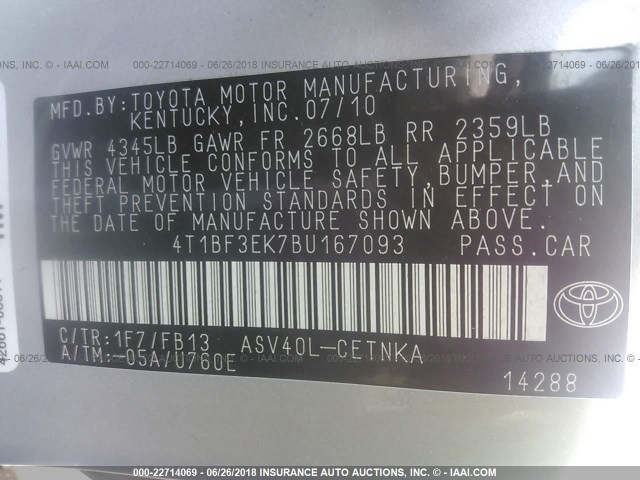 000-22714069 - 06/26/2018 INSURANCE AUTO AUCTIONS, INC.
© - IAAI.COM
MFD.BY:TOYOTA MOTOR MANUFACTURING,
KENTUCKY,INC.07/10
GVWR 4345LB GAWR FR 2668LB RR 2359LB
THIS VEHICLE CONFORMS TO ALL APPLICABLE
FEDERAL MOTOR VEHICLE SAFETY,BUMPER,AND
THEFT PREVENTION STANDARDS IN EFFECT ON
THE DATE OF MANUFACTURE SHOWN ABOVE.
4T1BF3EK7BU167093 PASS.CAR
C/TR:1F7/FB13 ASV40L-CETNKA
A/TM:-05A/U760E
14288
000-22714069 - 06/26/2018 INSURANCE AUTO AUCTIONS, INC.
© - IAAI.COM